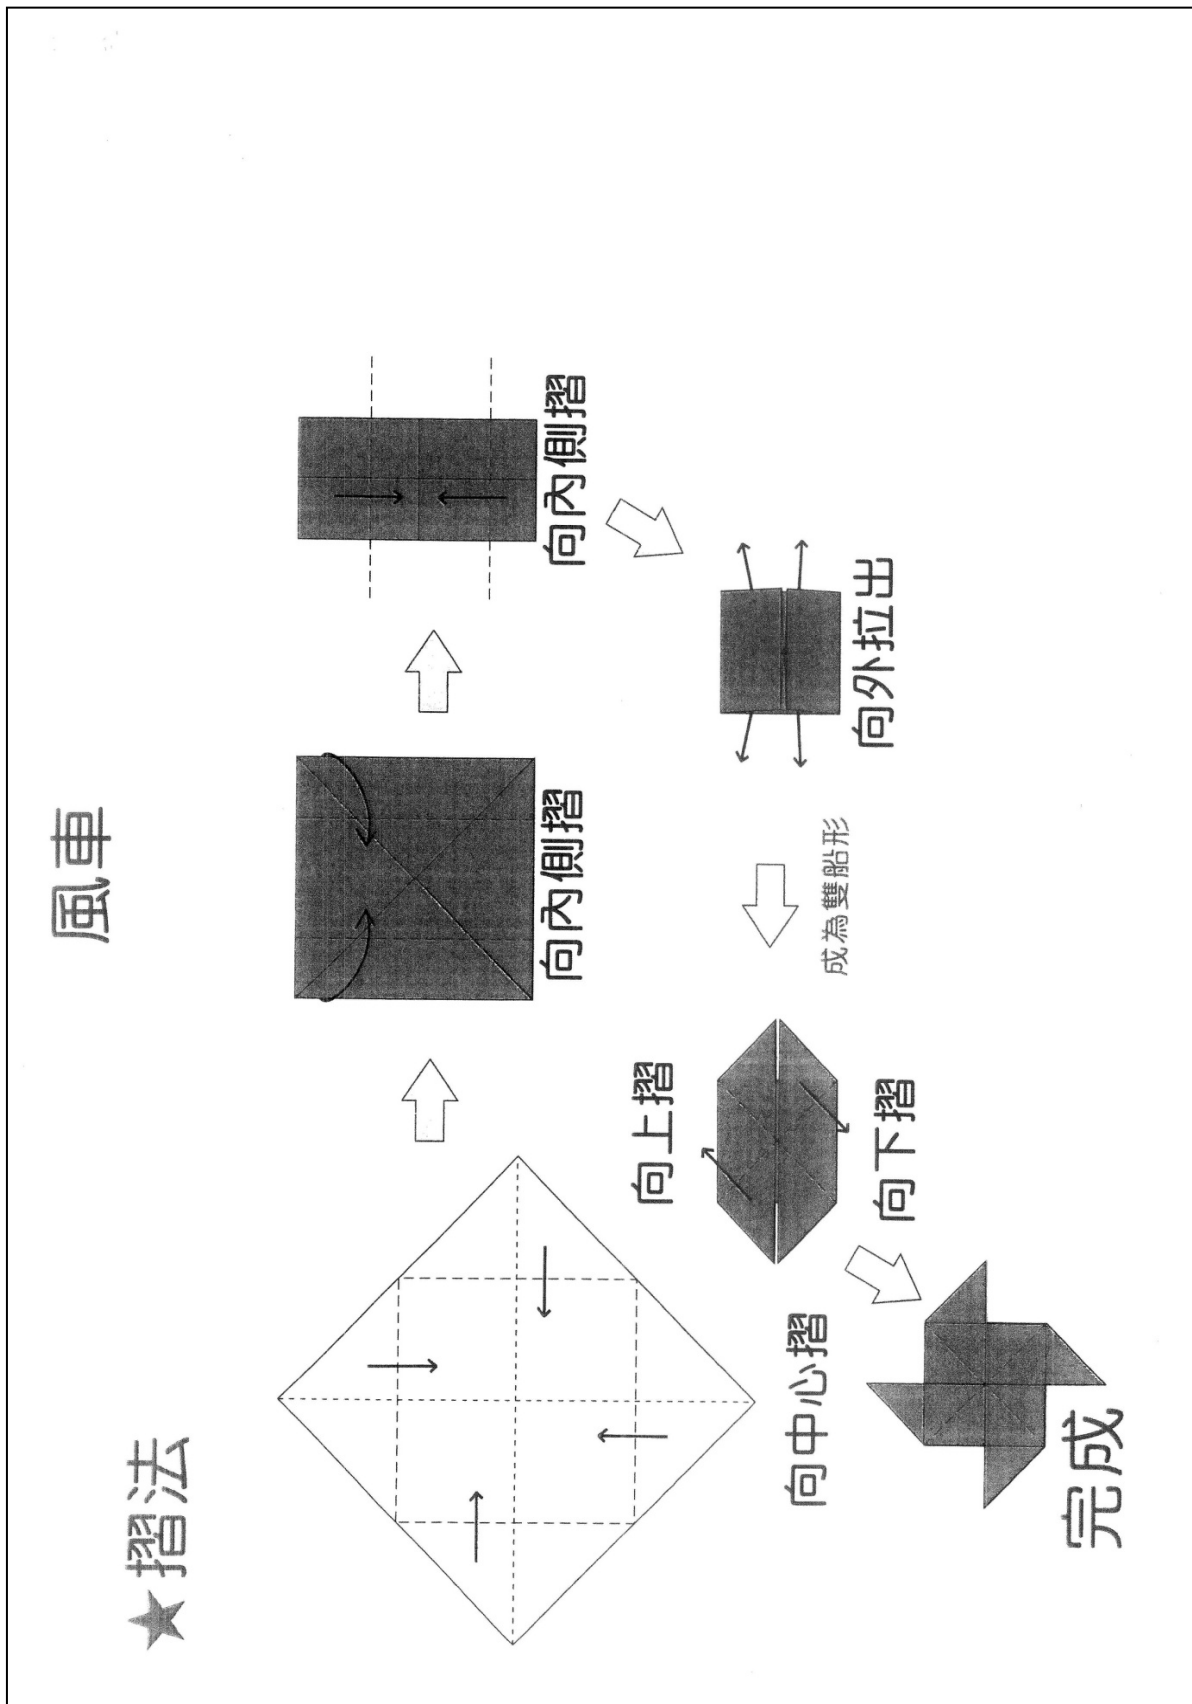 風車
★摺法
向中心摺
向內側摺
向內側摺
向外拉出
成為雙船形
向上摺
向下摺
完成